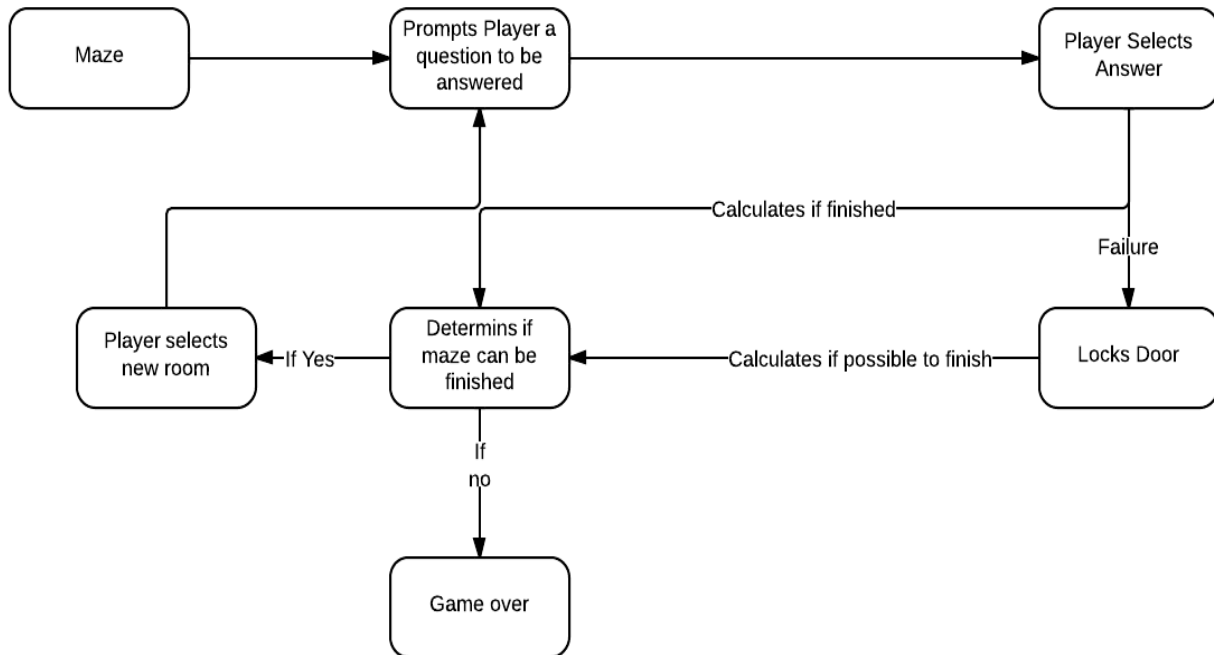 Maze
Prompts Player a
question to be
answered
Player Selects
Answer
Calculates if finished
Failure
Player selects
new room
If Yes
Determins if
maze can be
finished
Calculates if possible to finish
Locks Door
If
no
Game over